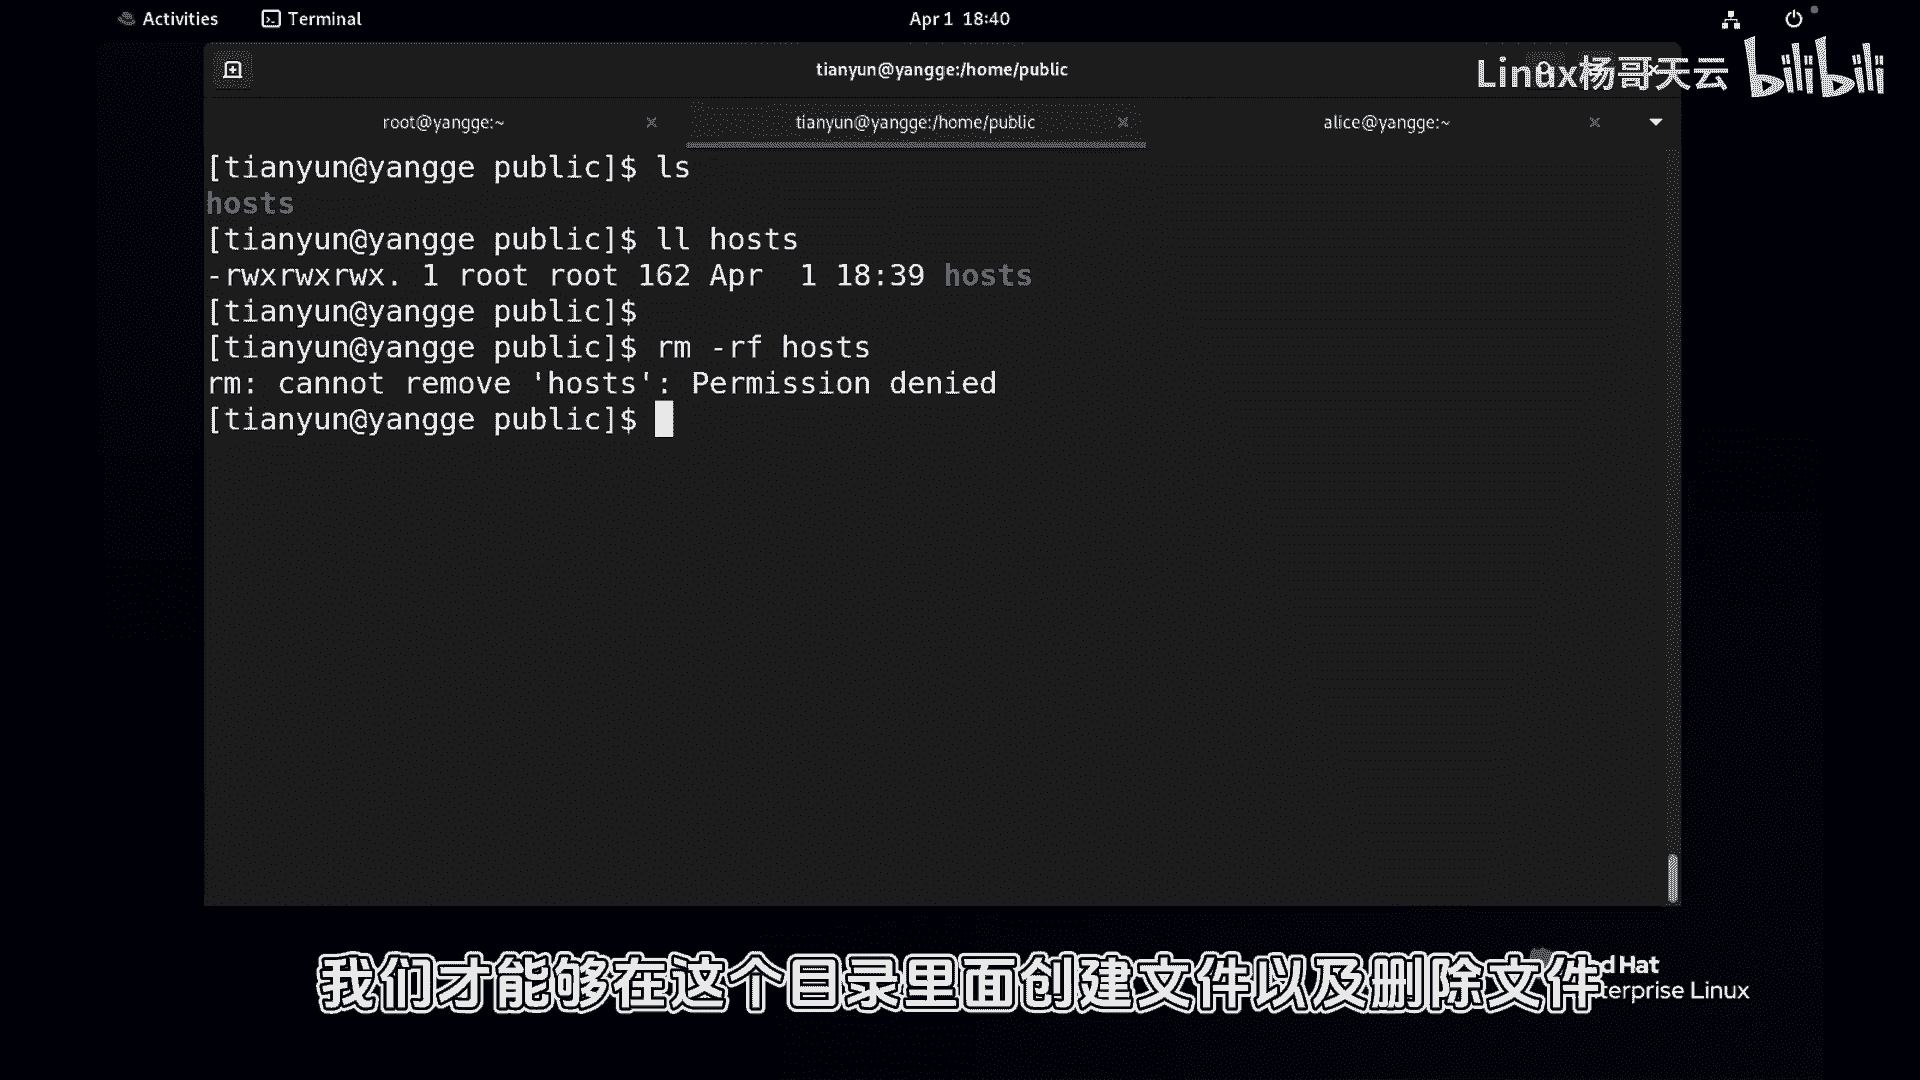 Activities Terminal Apr 1 18:40
tianyun@yangge:/home/public
Linux杨哥天云 bilibili
root@yangge:~ tianyun@yangge:/home/public alice@yangge:~
[tianyun@yangge public]$ ls
hosts
[tianyun@yangge public]$ ll hosts
-rwxrwxrwx. 1 root root 162 Apr  1 18:39 hosts
[tianyun@yangge public]$
[tianyun@yangge public]$ rm -rf hosts
rm: cannot remove 'hosts': Permission denied
[tianyun@yangge public]$
我们才能够在这个目录里面创建文件以及删除文件
Hat
Linux